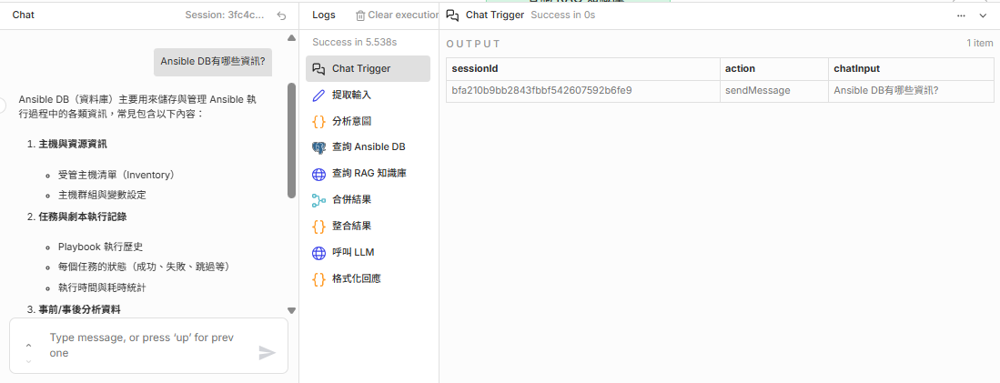 Chat
Session: 3fc4c...
Ansible DB有哪些資訊?
Ansible DB（資料庫）主要用來儲存與管理 Ansible 執
行過程中的各類資訊，常見包含以下內容：
1. 主機與資源資訊
受管主機清單（Inventory）
主機群組與變數設定
2. 任務與劇本執行記錄
Playbook 執行歷史
每個任務的狀態（成功、失敗、跳過等）
執行時間與耗時統計
3. 事前/事後分析資料
Type message, or press ‘up’ for prev
one
Logs
Clear execution
Success in 5.538s
Chat Trigger
提取輸入
分析意圖
查詢 Ansible DB
查詢 RAG 知識庫
合併結果
整合結果
呼叫 LLM
格式化回應
Chat Trigger Success in 0s
OUTPUT
1 item
sessionId action chatInput
bfa210b9bb2843fbbf542607592b6fe9 sendMessage Ansible DB有哪些資訊?